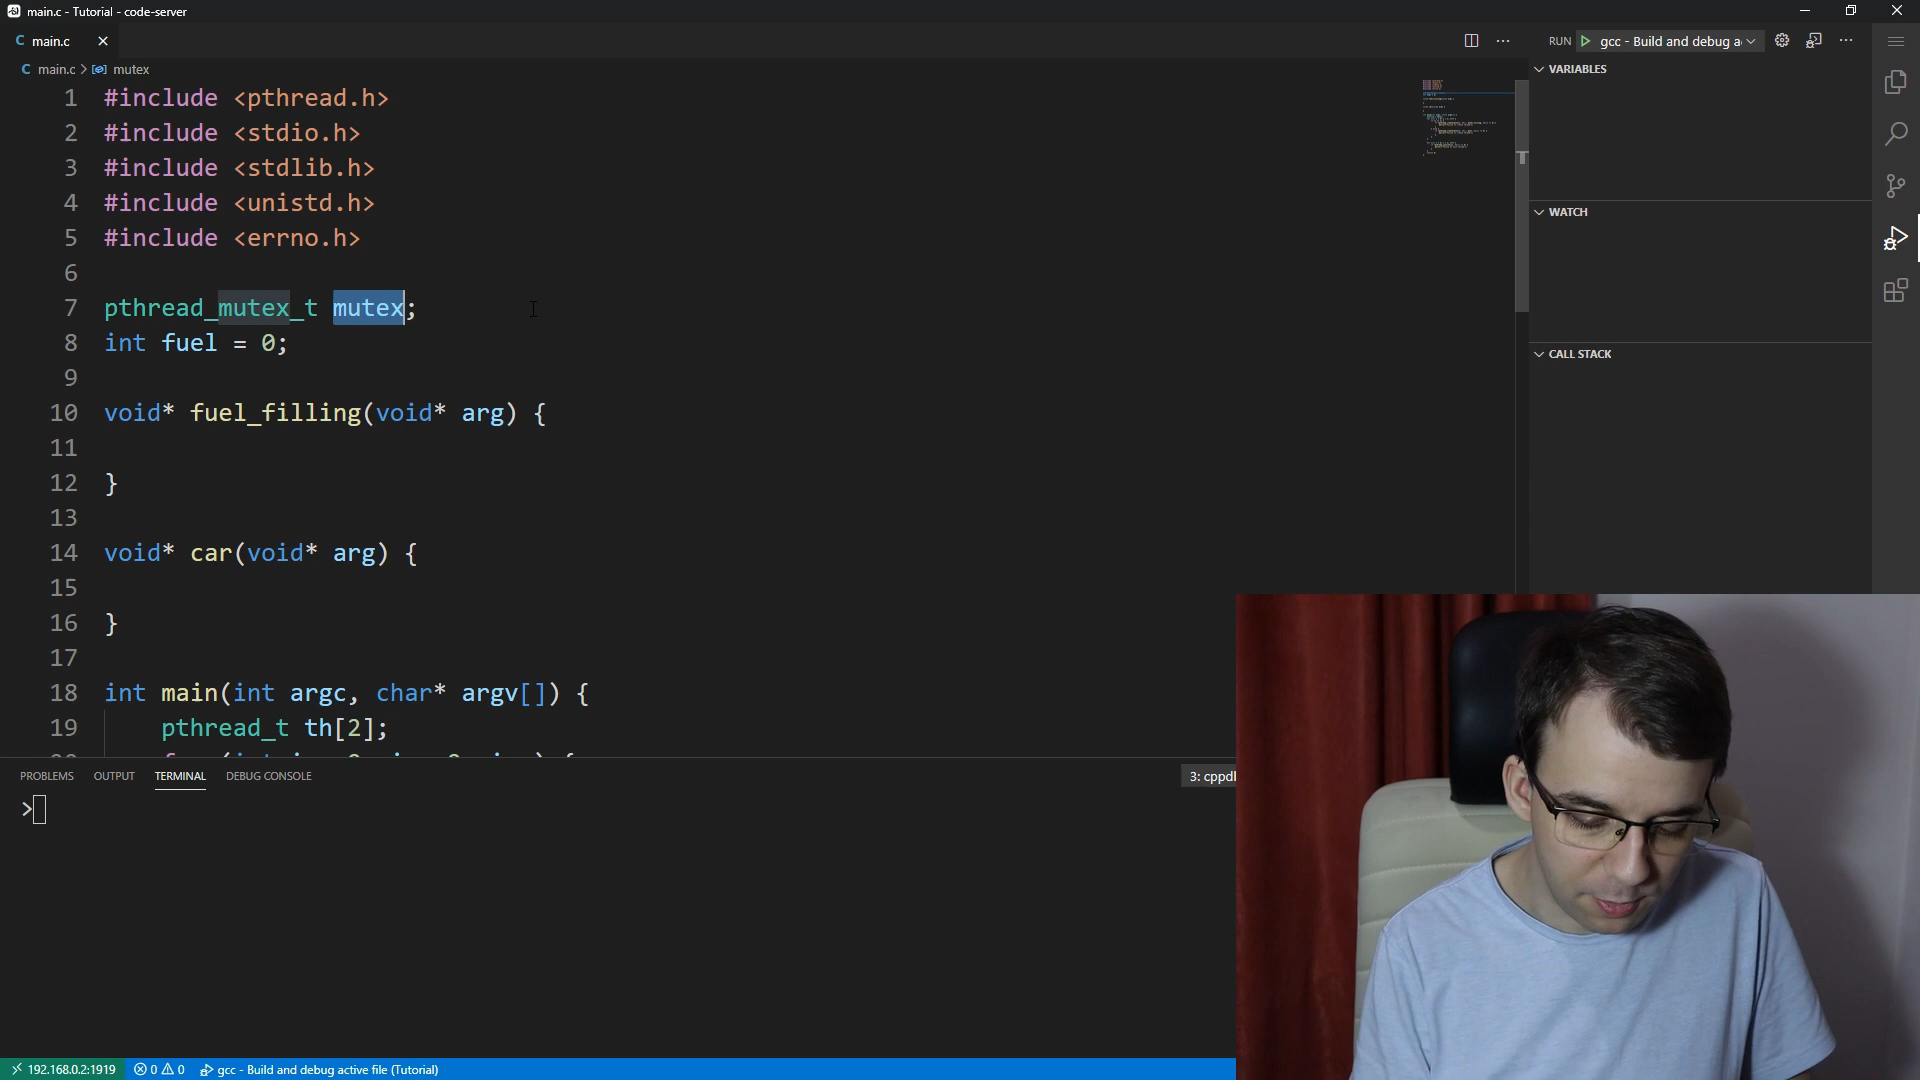 main.c - Tutorial - code-server
C main.c
RUN gcc - Build and debug a
C main.c > mutex
VARIABLES
1 #include <pthread.h>
2 #include <stdio.h>
3 #include <stdlib.h>
4 #include <unistd.h>
5 #include <errno.h>
6
7 pthread_mutex_t mutex;
8 int fuel = 0;
9
10 void* fuel_filling(void* arg) {
11
12 }
13
14 void* car(void* arg) {
15
16 }
17
18 int main(int argc, char* argv[]) {
19 pthread_t th[2];
WATCH
CALL STACK
PROBLEMS OUTPUT TERMINAL DEBUG CONSOLE
3: cppdb
>
192.168.0.2:1919 0 0 gcc - Build and debug active file (Tutorial)